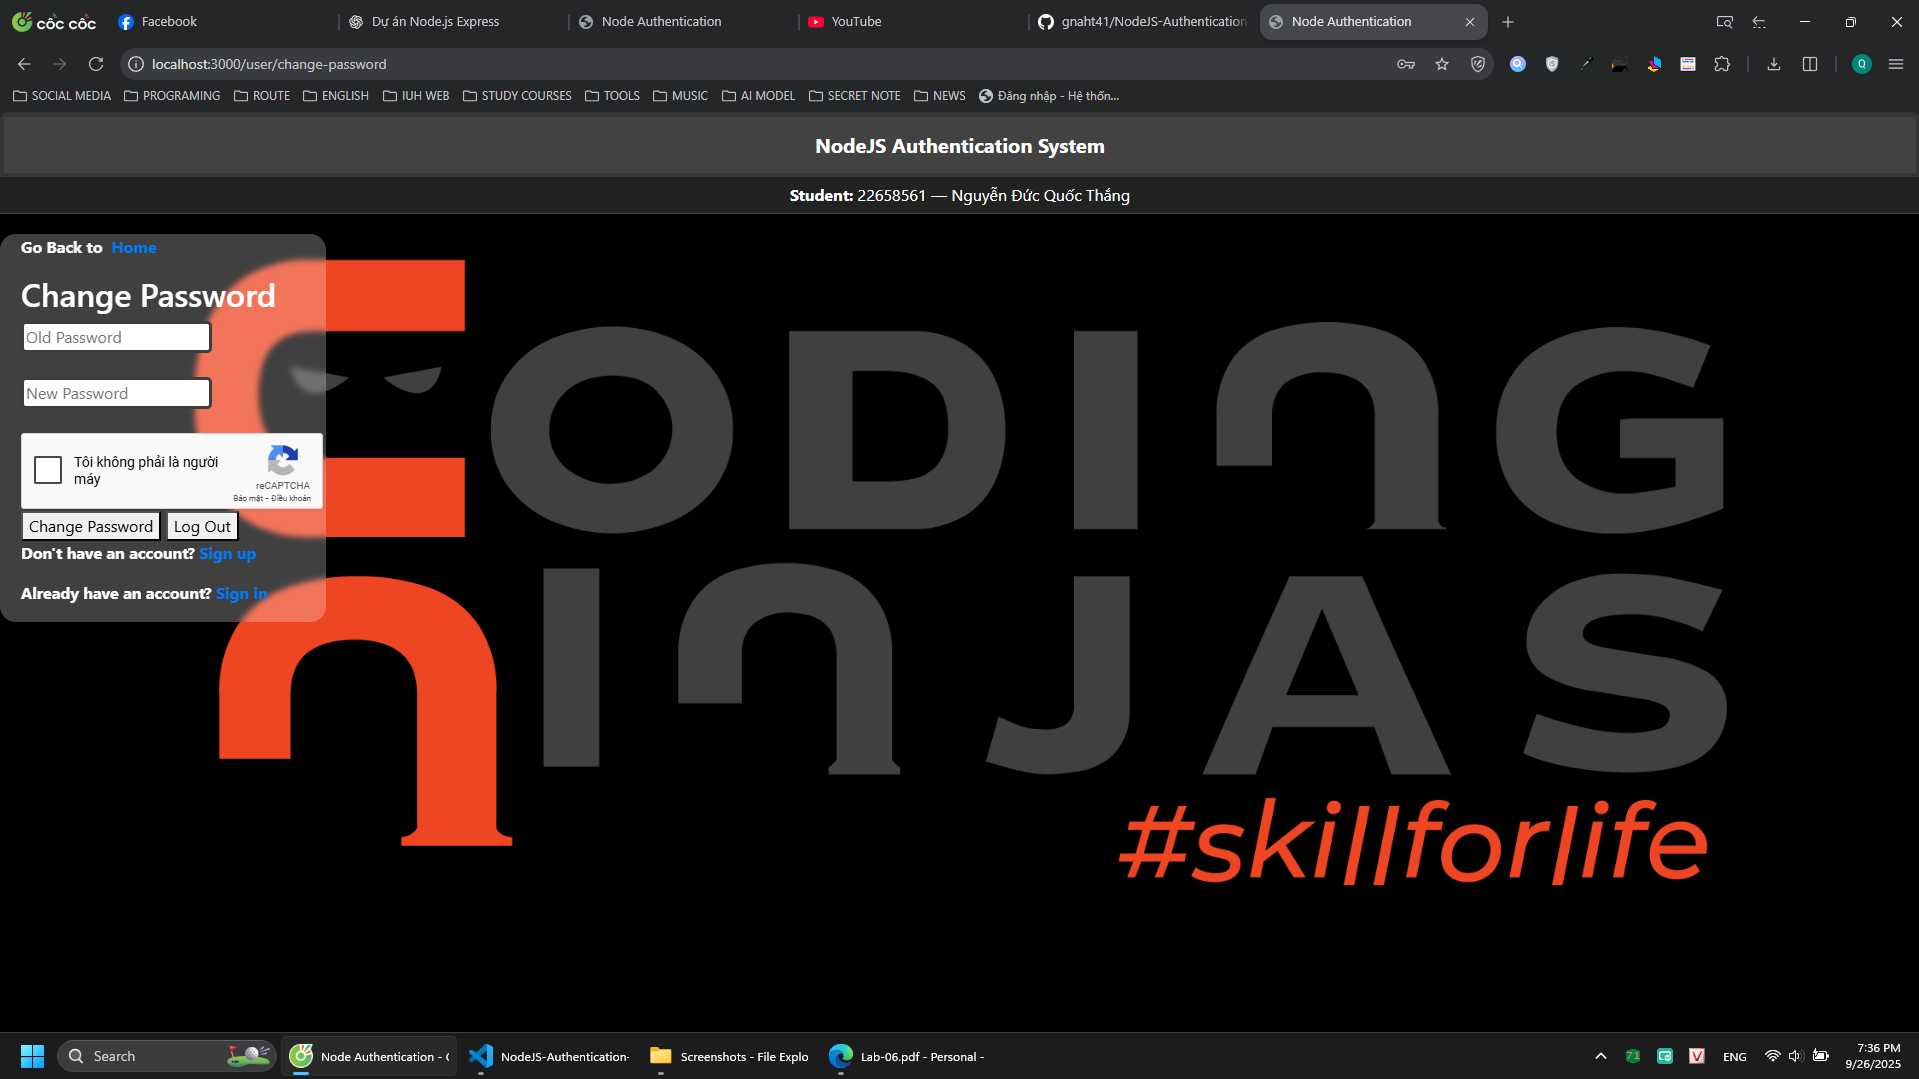 cốc cốc
Facebook
Dự án Node.js Express
Node Authentication
YouTube
gnaht41/NodeJS-Authentication
Node Authentication
localhost:3000/user/change-password
Q
SOCIAL MEDIA
PROGRAMING
ROUTE
ENGLISH
IUH WEB
STUDY COURSES
TOOLS
MUSIC
AI MODEL
SECRET NOTE
NEWS
Đăng nhập - Hệ thốn...
NodeJS Authentication System
Student: 22658561 — Nguyễn Đức Quốc Thắng
Go Back to Home
Change Password
Old Password
New Password
Tôi không phải là người
máy
reCAPTCHA
Bảo mật - Điều khoản
Change Password
Log Out
Don't have an account? Sign up
Already have an account? Sign in
CODING
NINJAS
#skillforlife
Search
Node Authentication - C
NodeJS-Authentication-
Screenshots - File Explo
Lab-06.pdf - Personal -
71
V
ENG
7:36 PM
9/26/2025